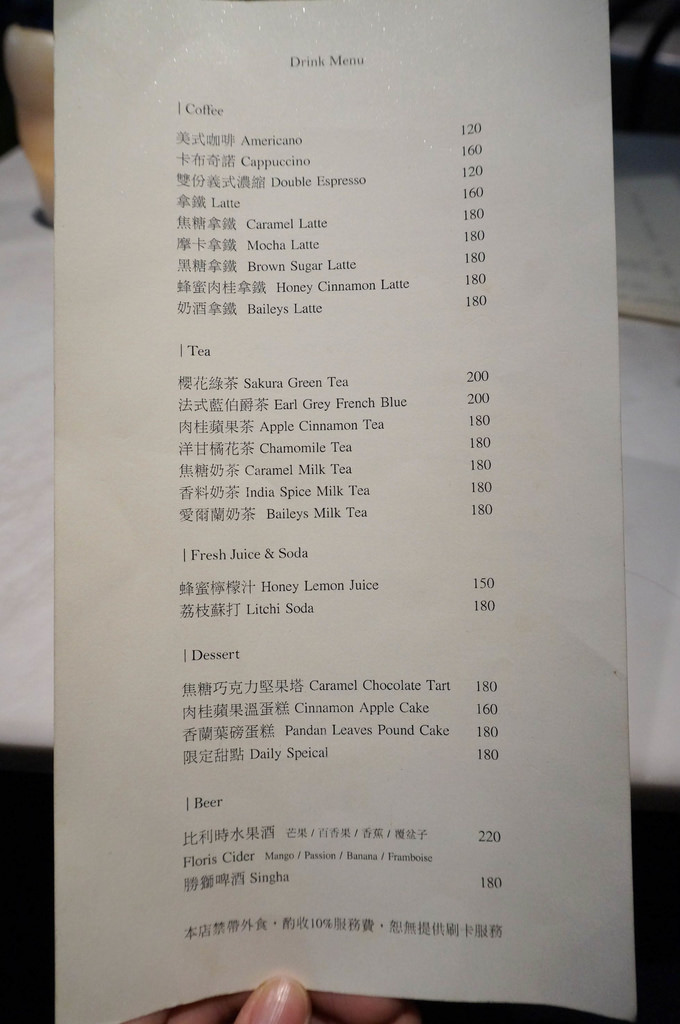 Drink Menu
| Coffee
美式咖啡 Americano 120
卡布奇諾 Cappuccino 160
雙份義式濃縮 Double Espresso 120
拿鐵 Latte 160
焦糖拿鐵 Caramel Latte 180
摩卡拿鐵 Mocha Latte 180
黑糖拿鐵 Brown Sugar Latte 180
蜂蜜肉桂拿鐵 Honey Cinnamon Latte 180
奶酒拿鐵 Baileys Latte 180
| Tea
櫻花綠茶 Sakura Green Tea 200
法式藍伯爵茶 Earl Grey French Blue 200
肉桂蘋果茶 Apple Cinnamon Tea 180
洋甘橘花茶 Chamomile Tea 180
焦糖奶茶 Caramel Milk Tea 180
香料奶茶 India Spice Milk Tea 180
愛爾蘭奶茶 Baileys Milk Tea 180
| Fresh Juice & Soda
蜂蜜檸檬汁 Honey Lemon Juice 150
荔枝蘇打 Litchi Soda 180
| Dessert
焦糖巧克力堅果塔 Caramel Chocolate Tart 180
肉桂蘋果溫蛋糕 Cinnamon Apple Cake 160
香蘭葉磅蛋糕 Pandan Leaves Pound Cake 180
限定甜點 Daily Speical 180
| Beer
比利時水果酒 芒果 / 百香果 / 香蕉 / 覆盆子 220
Floris Cider Mango / Passion / Banana / Framboise
勝獅啤酒 Singha 180
本店禁帶外食，酌收10%服務費，恕無提供刷卡服務